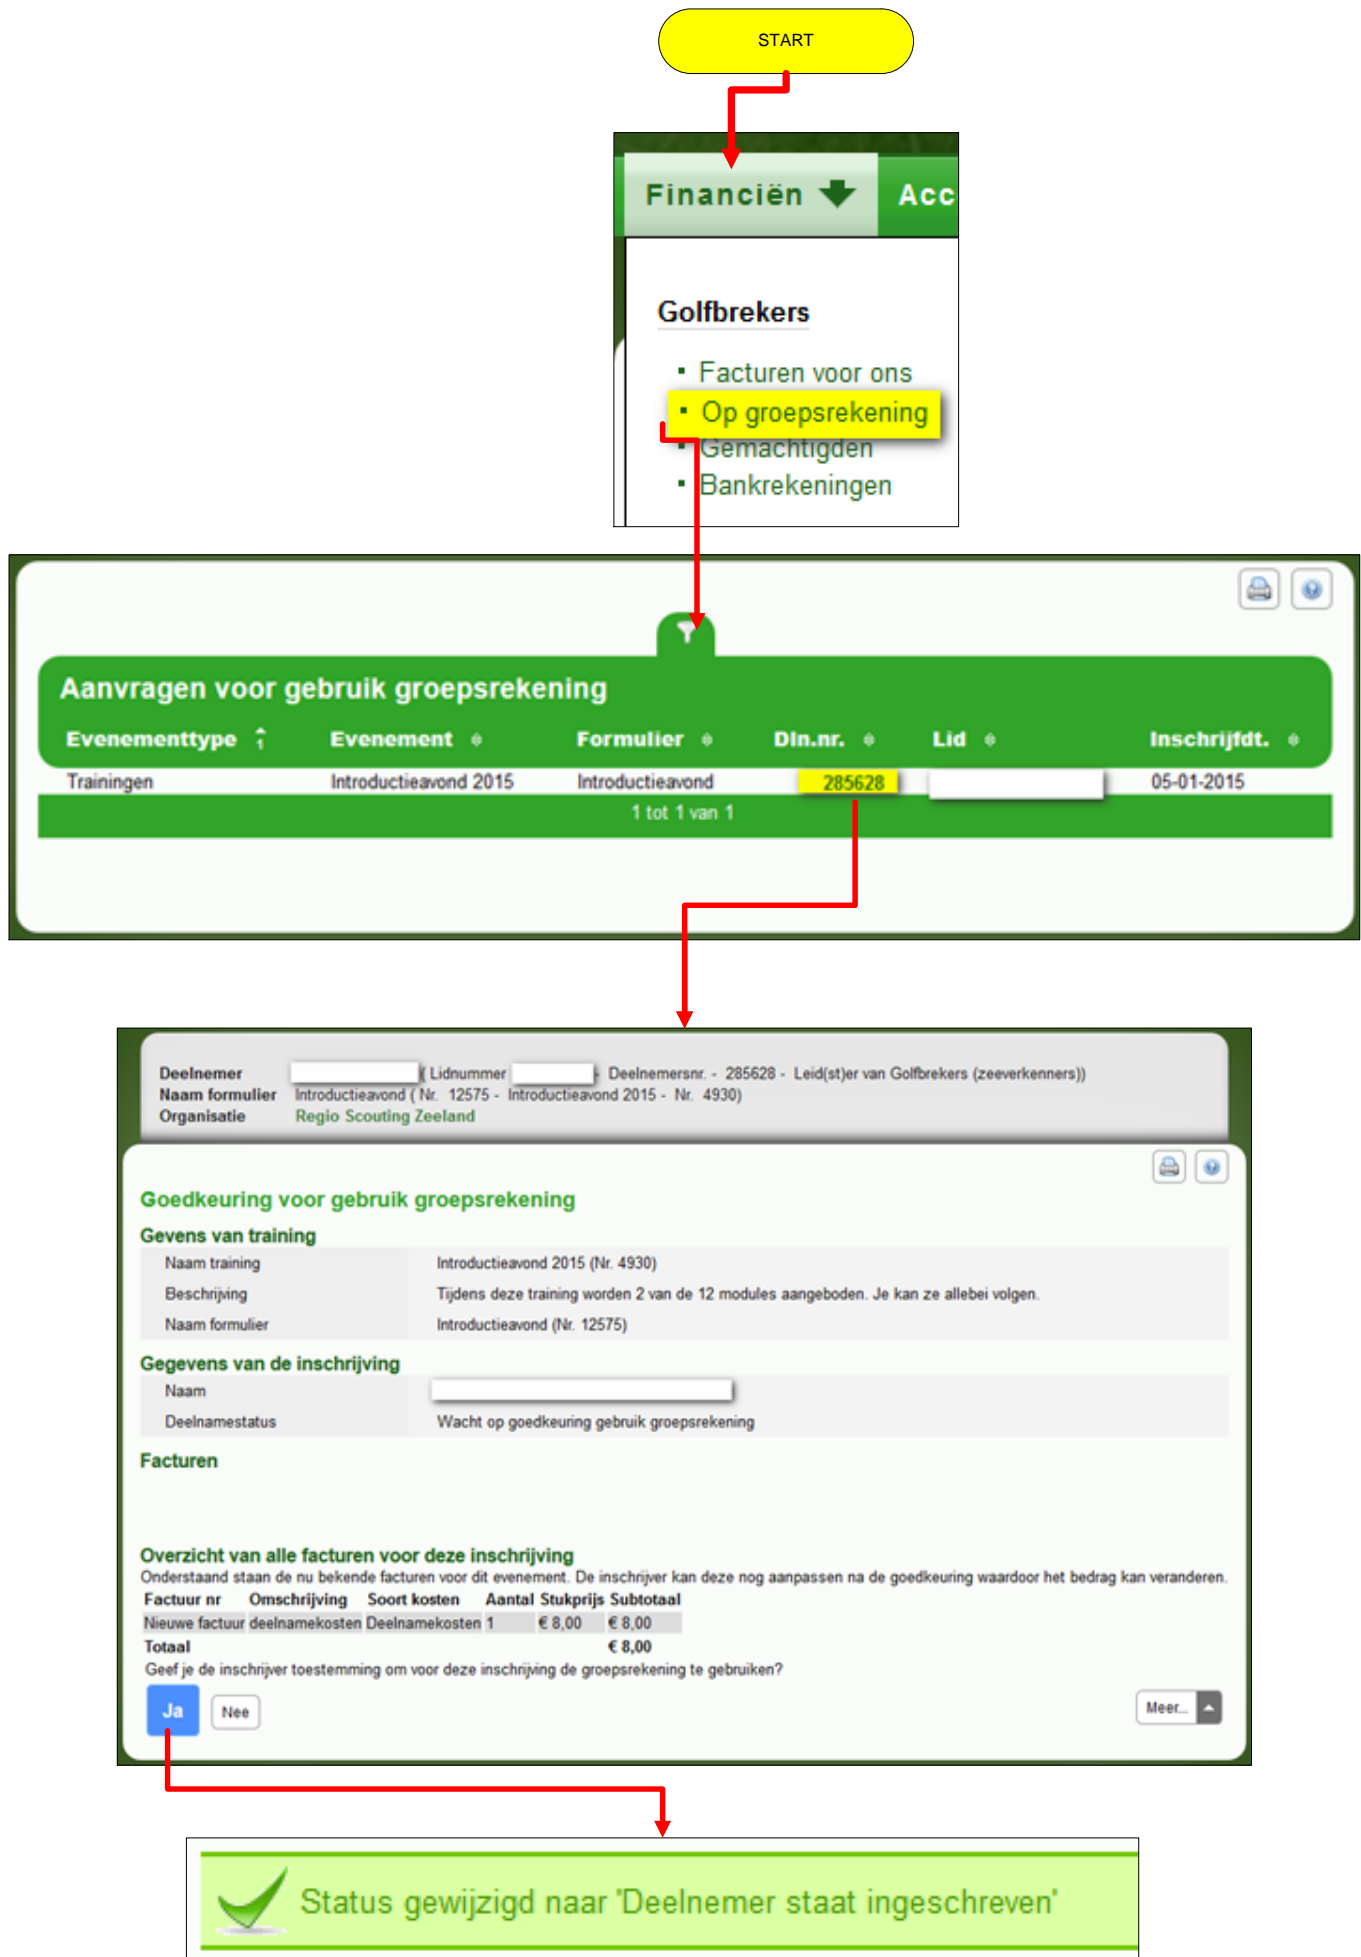 START
Financiën Acc
Golfbrekers
Facturen voor ons
Op groepsrekening
Gemachtigden
Bankrekeningen
Aanvragen voor gebruik groepsrekening
Evenementtype 1 Evenement Formulier Dln.nr. Lid Inschrijfdt.
Trainingen Introductieavond 2015 Introductieavond 285628 05-01-2015
1 tot 1 van 1
Deelnemer ( Lidnummer - Deelnemersnr. - 285628 - Leid(st)er van Golfbrekers (zeeverkenners))
Naam formulier Introductieavond ( Nr. 12575 - Introductieavond 2015 - Nr. 4930)
Organisatie Regio Scouting Zeeland
Goedkeuring voor gebruik groepsrekening
Gevens van training
Naam training Introductieavond 2015 (Nr. 4930)
Beschrijving Tijdens deze training worden 2 van de 12 modules aangeboden. Je kan ze allebei volgen.
Naam formulier Introductieavond (Nr. 12575)
Gegevens van de inschrijving
Naam
Deelnamestatus Wacht op goedkeuring gebruik groepsrekening
Facturen
Overzicht van alle facturen voor deze inschrijving
Onderstaand staan de nu bekende facturen voor dit evenement. De inschrijver kan deze nog aanpassen na de goedkeuring waardoor het bedrag kan veranderen.
Factuur nr Omschrijving Soort kosten Aantal Stukprijs Subtotaal
Nieuwe factuur deelnamekosten Deelnamekosten 1 € 8,00 € 8,00
Totaal € 8,00
Geef je de inschrijver toestemming om voor deze inschrijving de groepsrekening te gebruiken?
Ja Nee Meer...
Status gewijzigd naar 'Deelnemer staat ingeschreven'